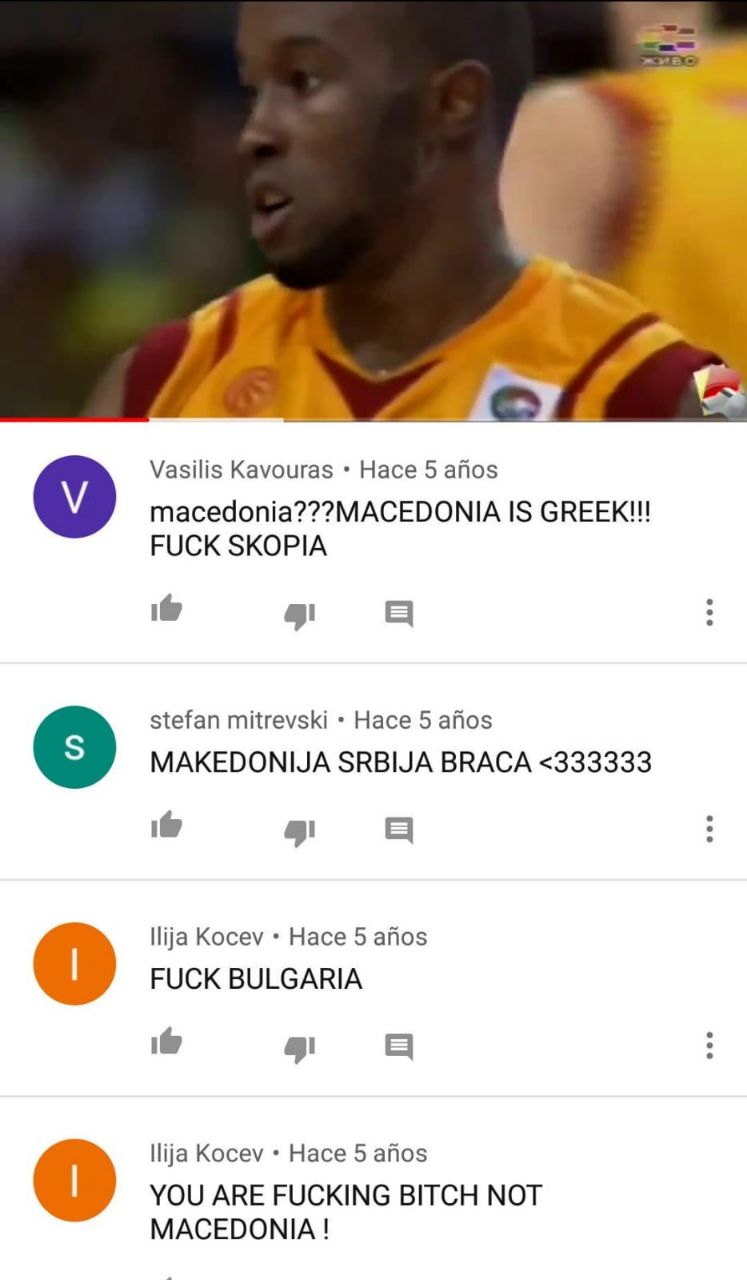 ЖИВО
V
Vasilis Kavouras • Hace 5 años
macedonia???MACEDONIA IS GREEK!!!
FUCK SKOPIA
s
stefan mitrevski • Hace 5 años
MAKEDONIJA SRBIJA BRACA <333333
I
Ilija Kocev • Hace 5 años
FUCK BULGARIA
I
Ilija Kocev • Hace 5 años
YOU ARE FUCKING BITCH NOT
MACEDONIA !